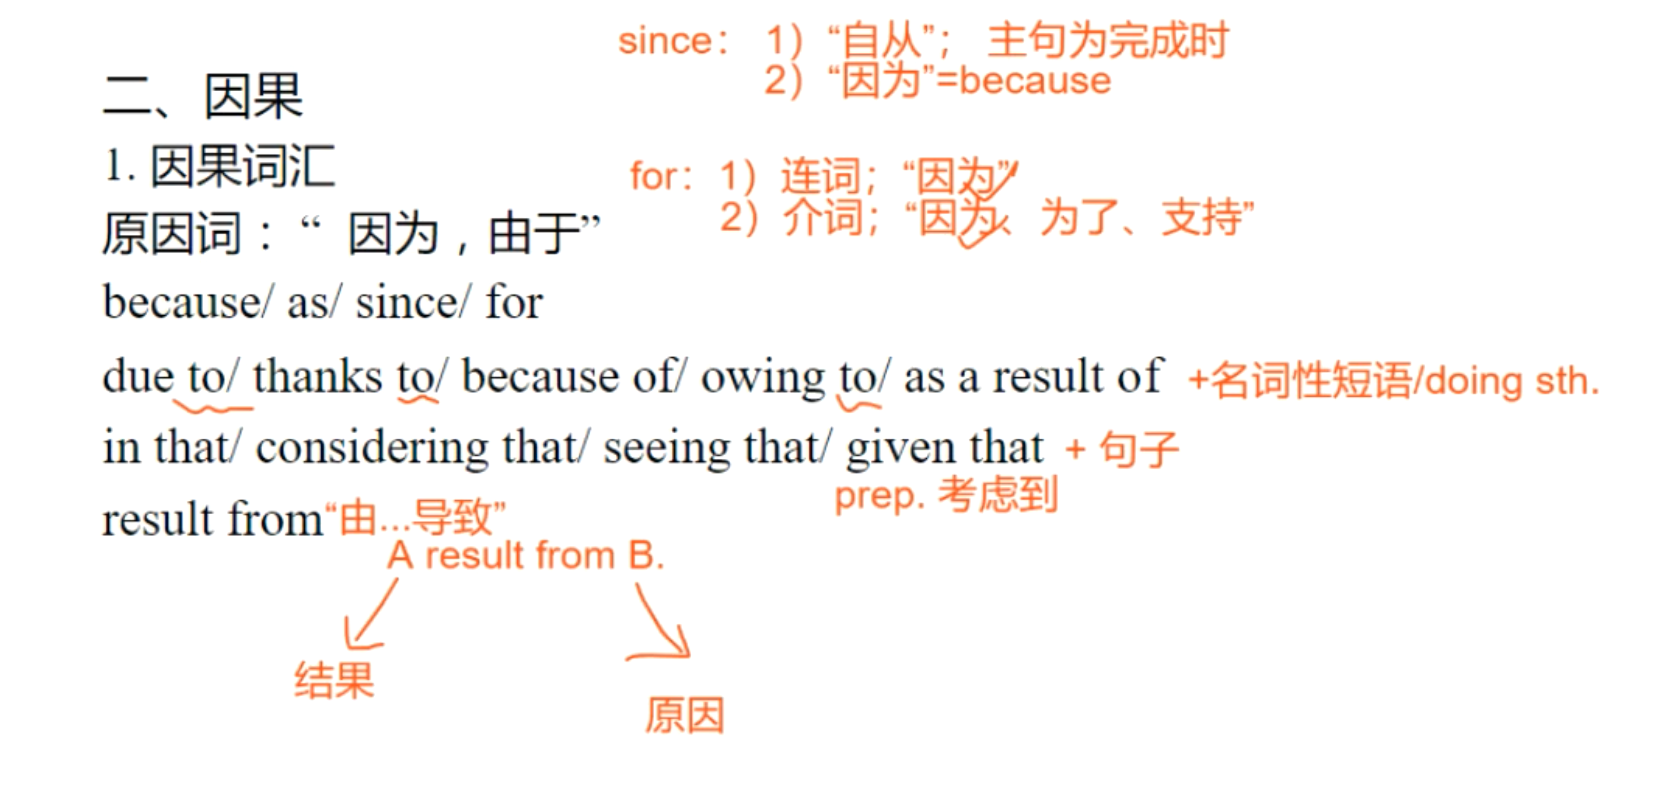 since：1）“自从”； 主句为完成时
2）“因为”=because
二、因果
1. 因果词汇
for：1）连词；“因为”
2）介词；“因为、为了、支持”
原因词：“ 因为，由于”
because/ as/ since/ for
due to/ thanks to/ because of/ owing to/ as a result of +名词性短语/doing sth.
in that/ considering that/ seeing that/ given that + 句子
prep. 考虑到
result from“由...导致”
A result from B.
结果
原因